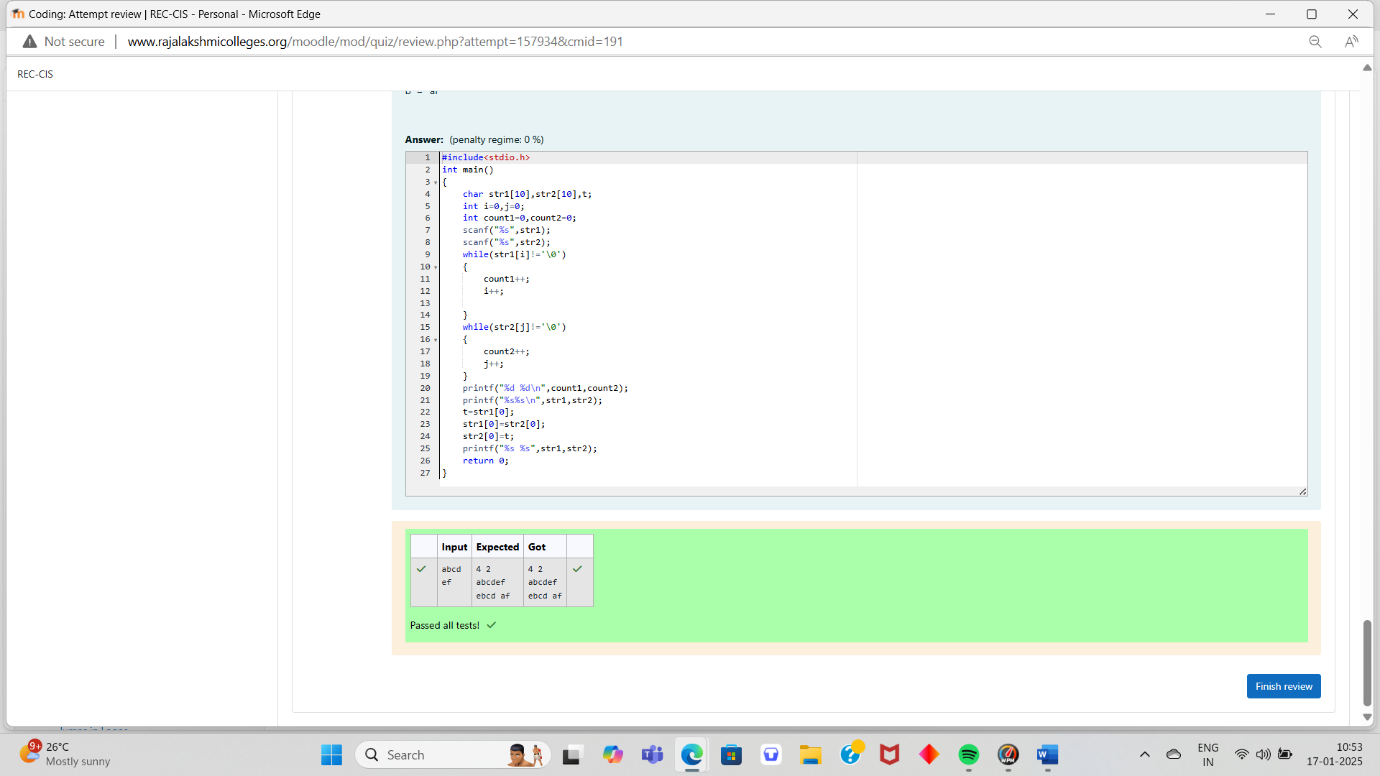 Coding: Attempt review | REC-CIS - Personal - Microsoft Edge
Not secure | www.rajalakshmicolleges.org/moodle/mod/quiz/review.php?attempt=157934&cmid=191
REC-CIS
Answer: (penalty regime: 0 %)
1 #include<stdio.h>
2 int main()
3 {
4 char str1[10],str2[10],t;
5 int i=0,j=0;
6 int count1=0,count2=0;
7 scanf("%s",str1);
8 scanf("%s",str2);
9 while(str1[i]!='\0')
10 {
11 count1++;
12 i++;
13
14 }
15 while(str2[j]!='\0')
16 {
17 count2++;
18 j++;
19 }
20 printf("%d %d\n",count1,count2);
21 printf("%s%s\n",str1,str2);
22 t=str1[0];
23 str1[0]=str2[0];
24 str2[0]=t;
25 printf("%s %s",str1,str2);
26 return 0;
27 }
Input Expected Got
abcd 4 2 4 2
ef abcdef abcdef
ebcd af ebcd af
Passed all tests!
Finish review
9+
26°C
Mostly sunny
Search
ENG
IN
10:53
17-01-2025